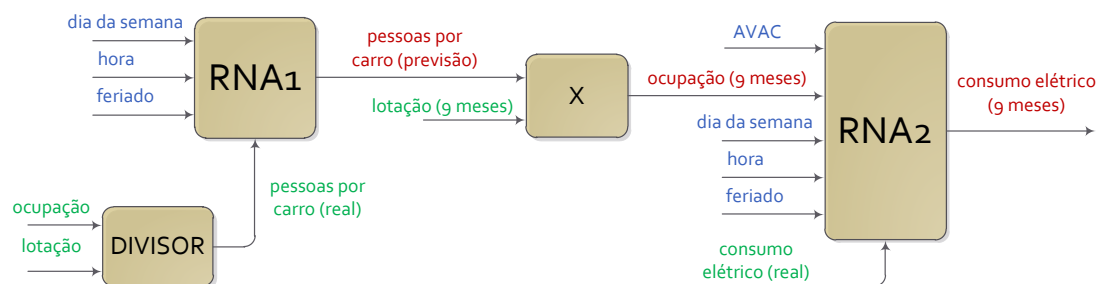 dia da semana
hora
feriado
RNA1
pessoas por
carro (previsão)
lotação (9 meses)
X
ocupação (9 meses)
AVAC
dia da semana
hora
feriado
RNA2
consumo elétrico
(9 meses)
ocupação
lotação
DIVISOR
pessoas por
carro (real)
consumo
elétrico (real)